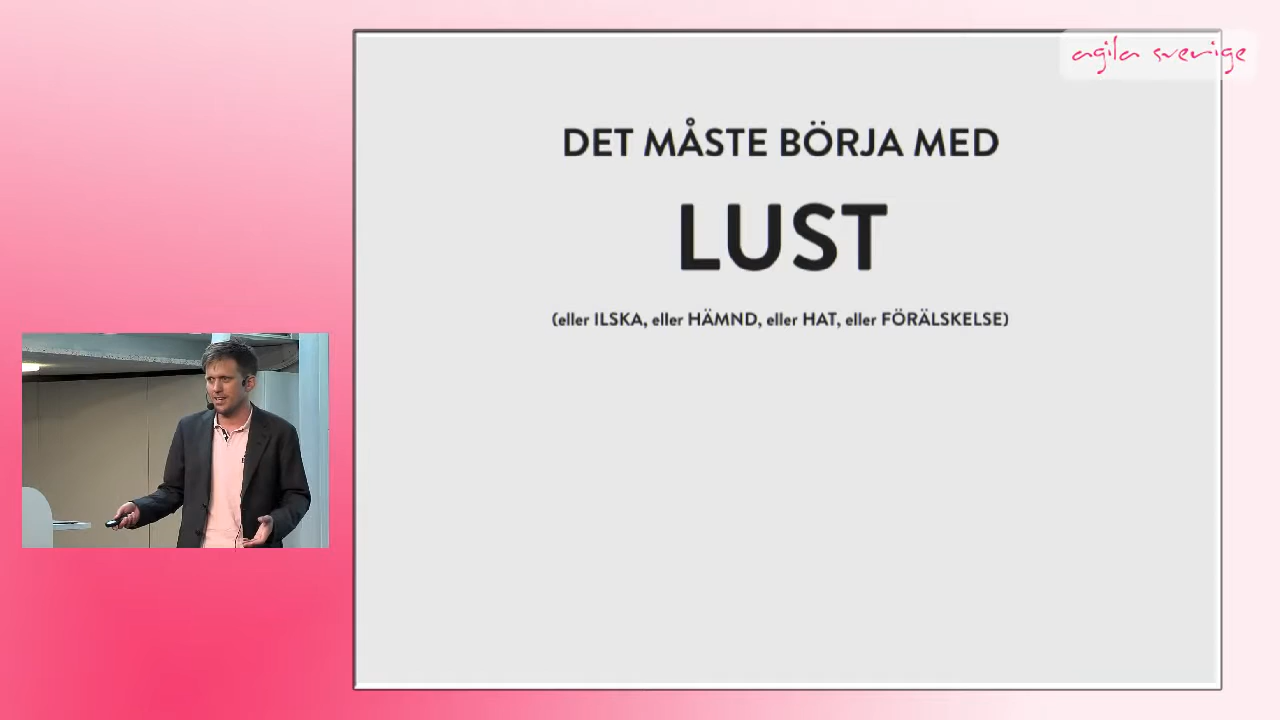 agila sverige
DET MÅSTE BÖRJA MED
LUST
(eller ILSKA, eller HÄMND, eller HAT, eller FÖRÄLSKELSE)